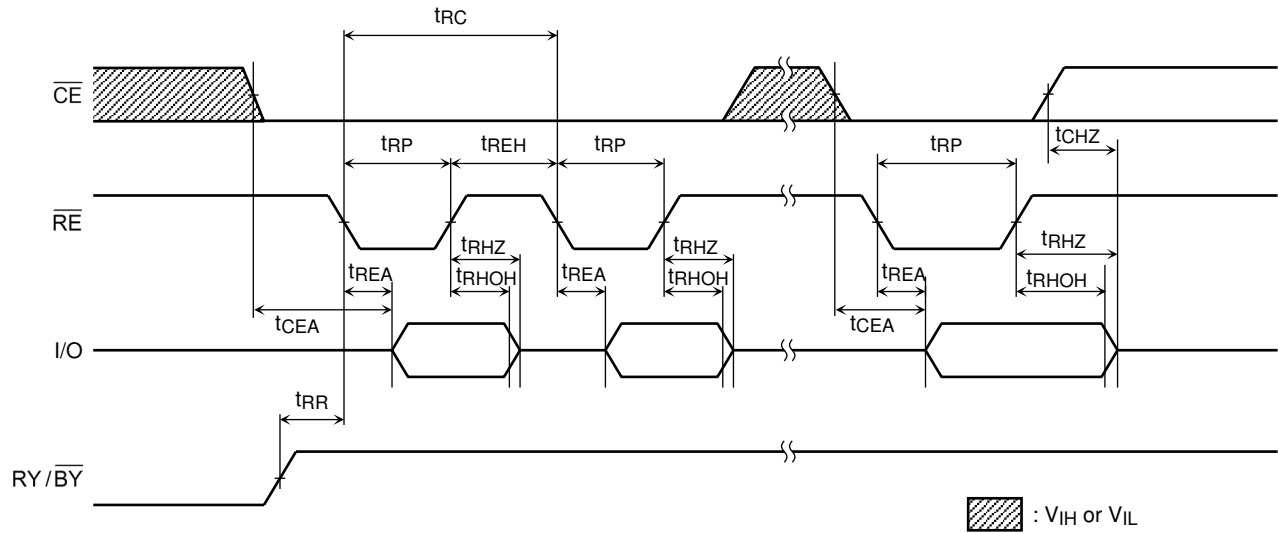 tRC
CE
tCHZ
tRP tREH tRP tRP
RE
tRHZ tRHZ tRHZ
tREA tRHOH tREA tRHOH tREA tRHOH
tCEA tCEA
I/O
tRR
RY/BY
: VIH or VIL